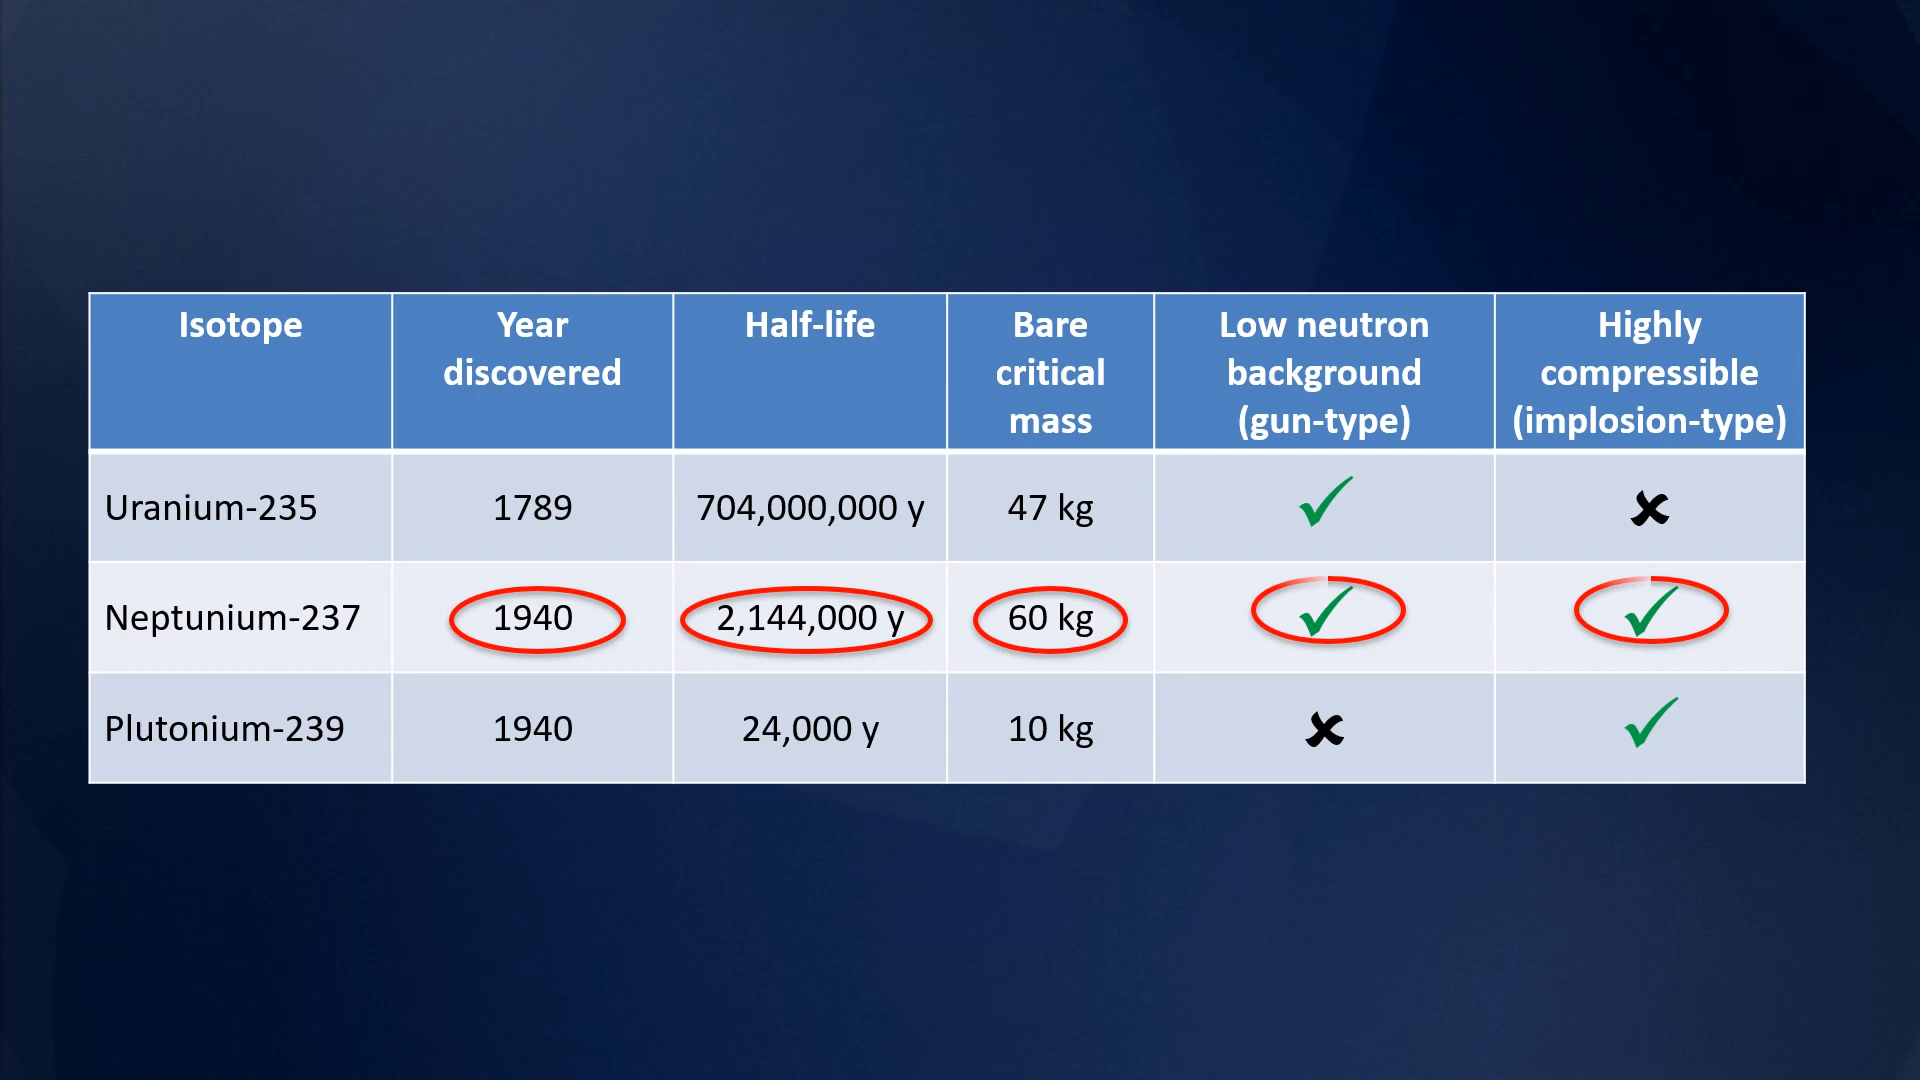 Isotope
Year
discovered
Half-life
Bare
critical
mass
Low neutron
background
(gun-type)
Highly
compressible
(implosion-type)
Uranium-235 1789 704,000,000 y 47 kg ✓ ✘
Neptunium-237 1940 2,144,000 y 60 kg ✓ ✓
Plutonium-239 1940 24,000 y 10 kg ✘ ✓